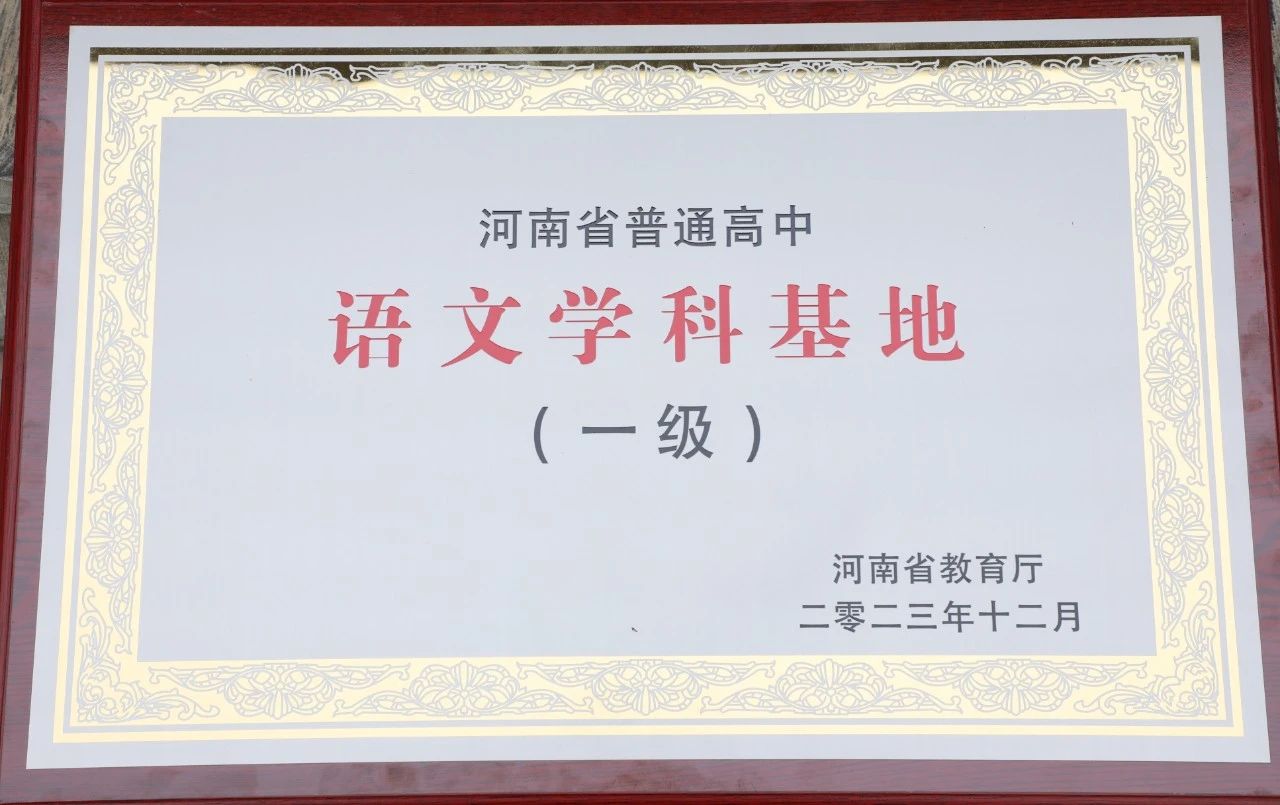 河南省普通高中
语文学科基地
（一级）
河南省教育厅
二零二三年十二月